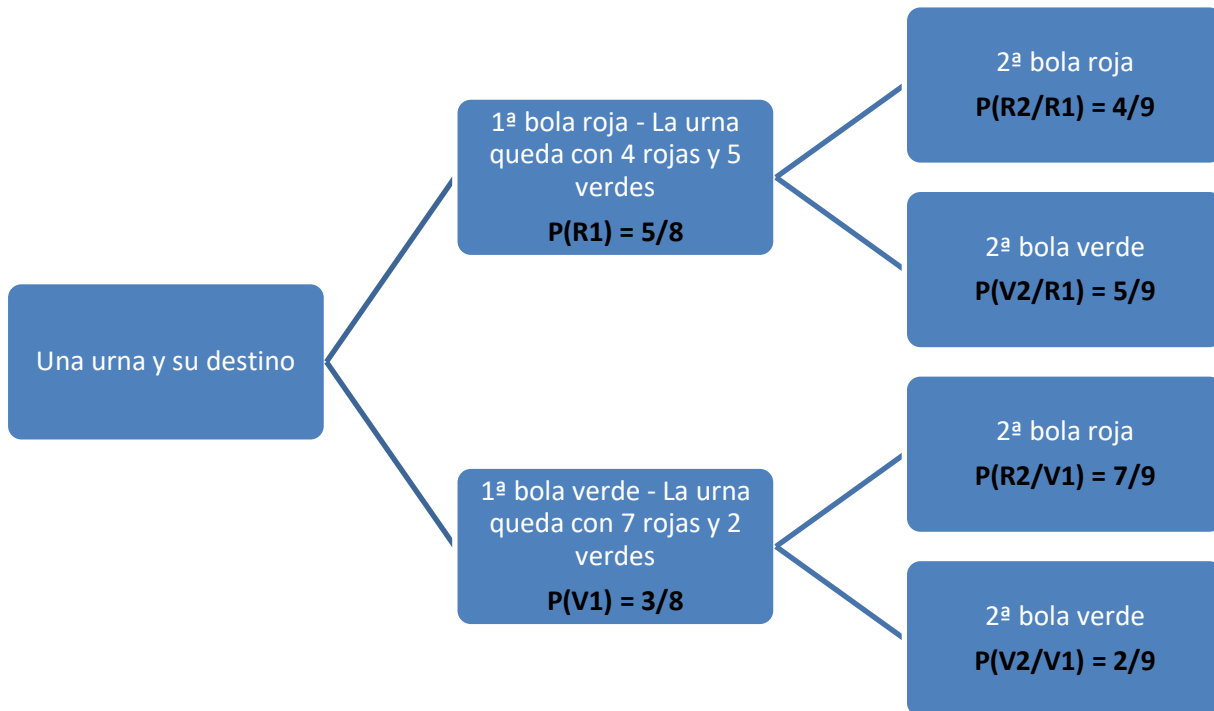 Una urna y su destino
1ª bola roja - La urna
queda con 4 rojas y 5
verdes
P(R1) = 5/8
2ª bola roja
P(R2/R1) = 4/9
2ª bola verde
P(V2/R1) = 5/9
1ª bola verde - La urna
queda con 7 rojas y 2
verdes
P(V1) = 3/8
2ª bola roja
P(R2/V1) = 7/9
2ª bola verde
P(V2/V1) = 2/9